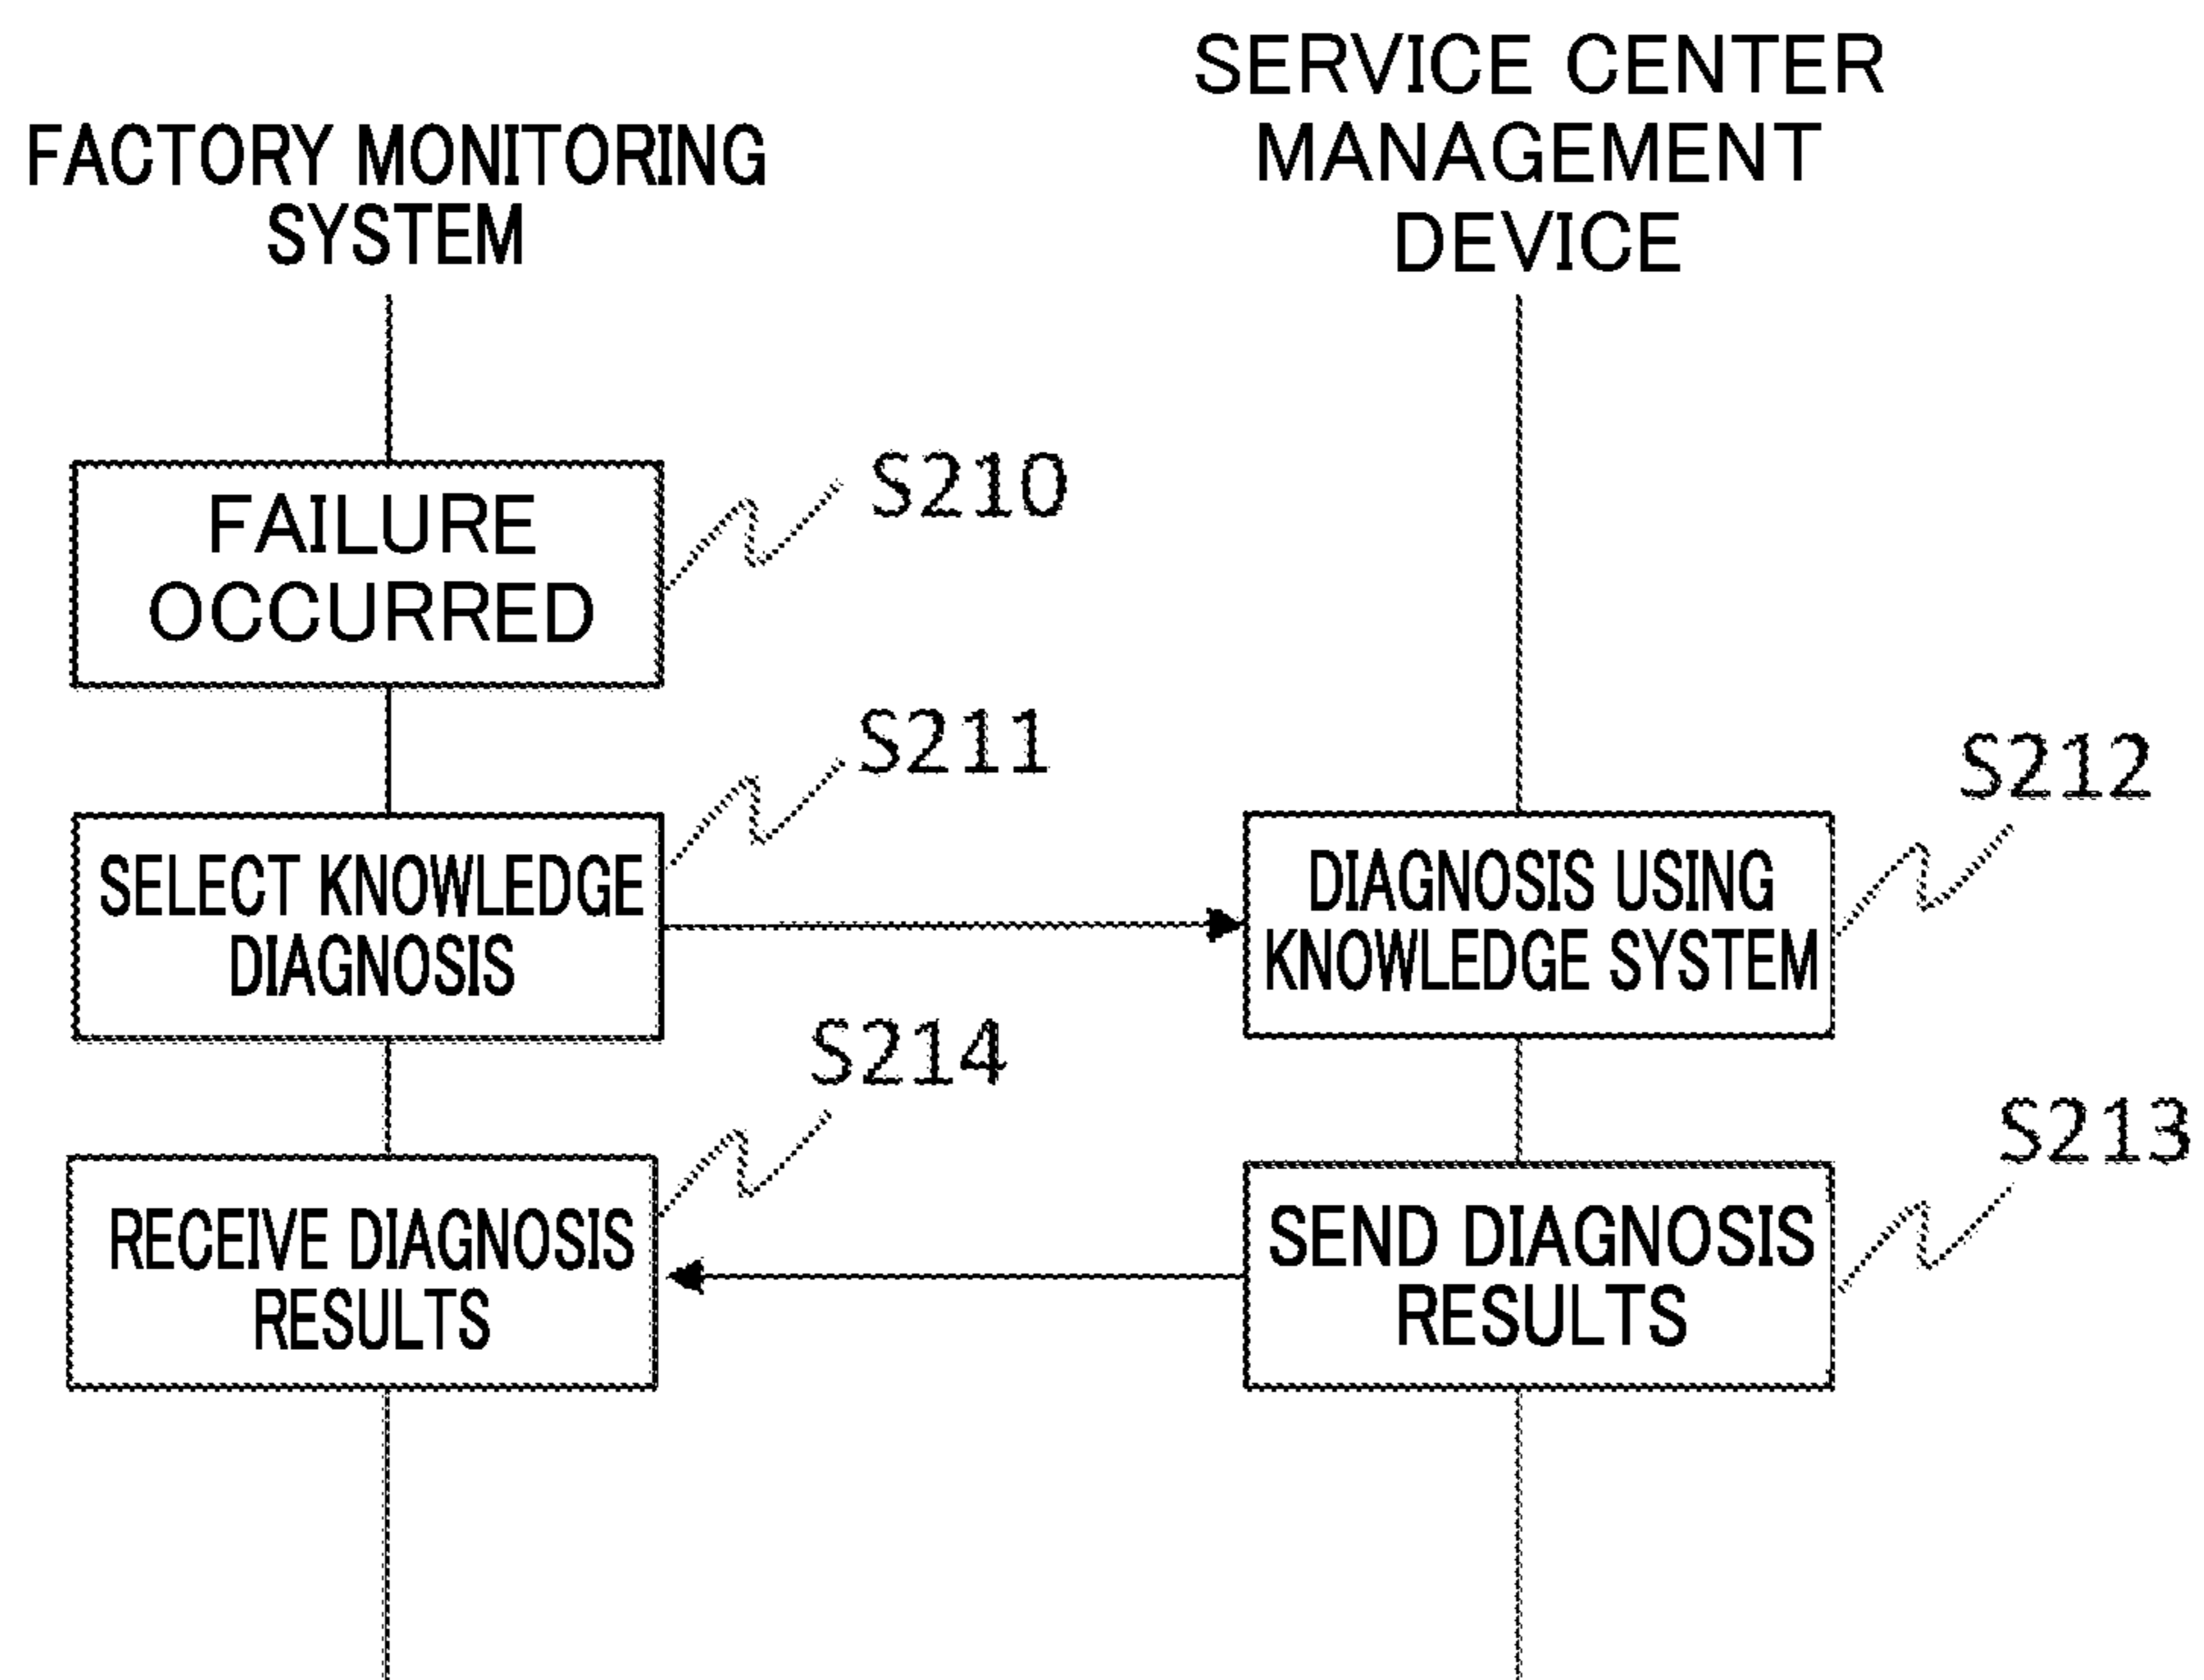 FACTORY MONITORING
SYSTEM
SERVICE CENTER
MANAGEMENT
DEVICE
FAILURE
OCCURRED
S210
SELECT KNOWLEDGE
DIAGNOSIS
S211
DIAGNOSIS USING
KNOWLEDGE SYSTEM
S212
RECEIVE DIAGNOSIS
RESULTS
S214
SEND DIAGNOSIS
RESULTS
S213